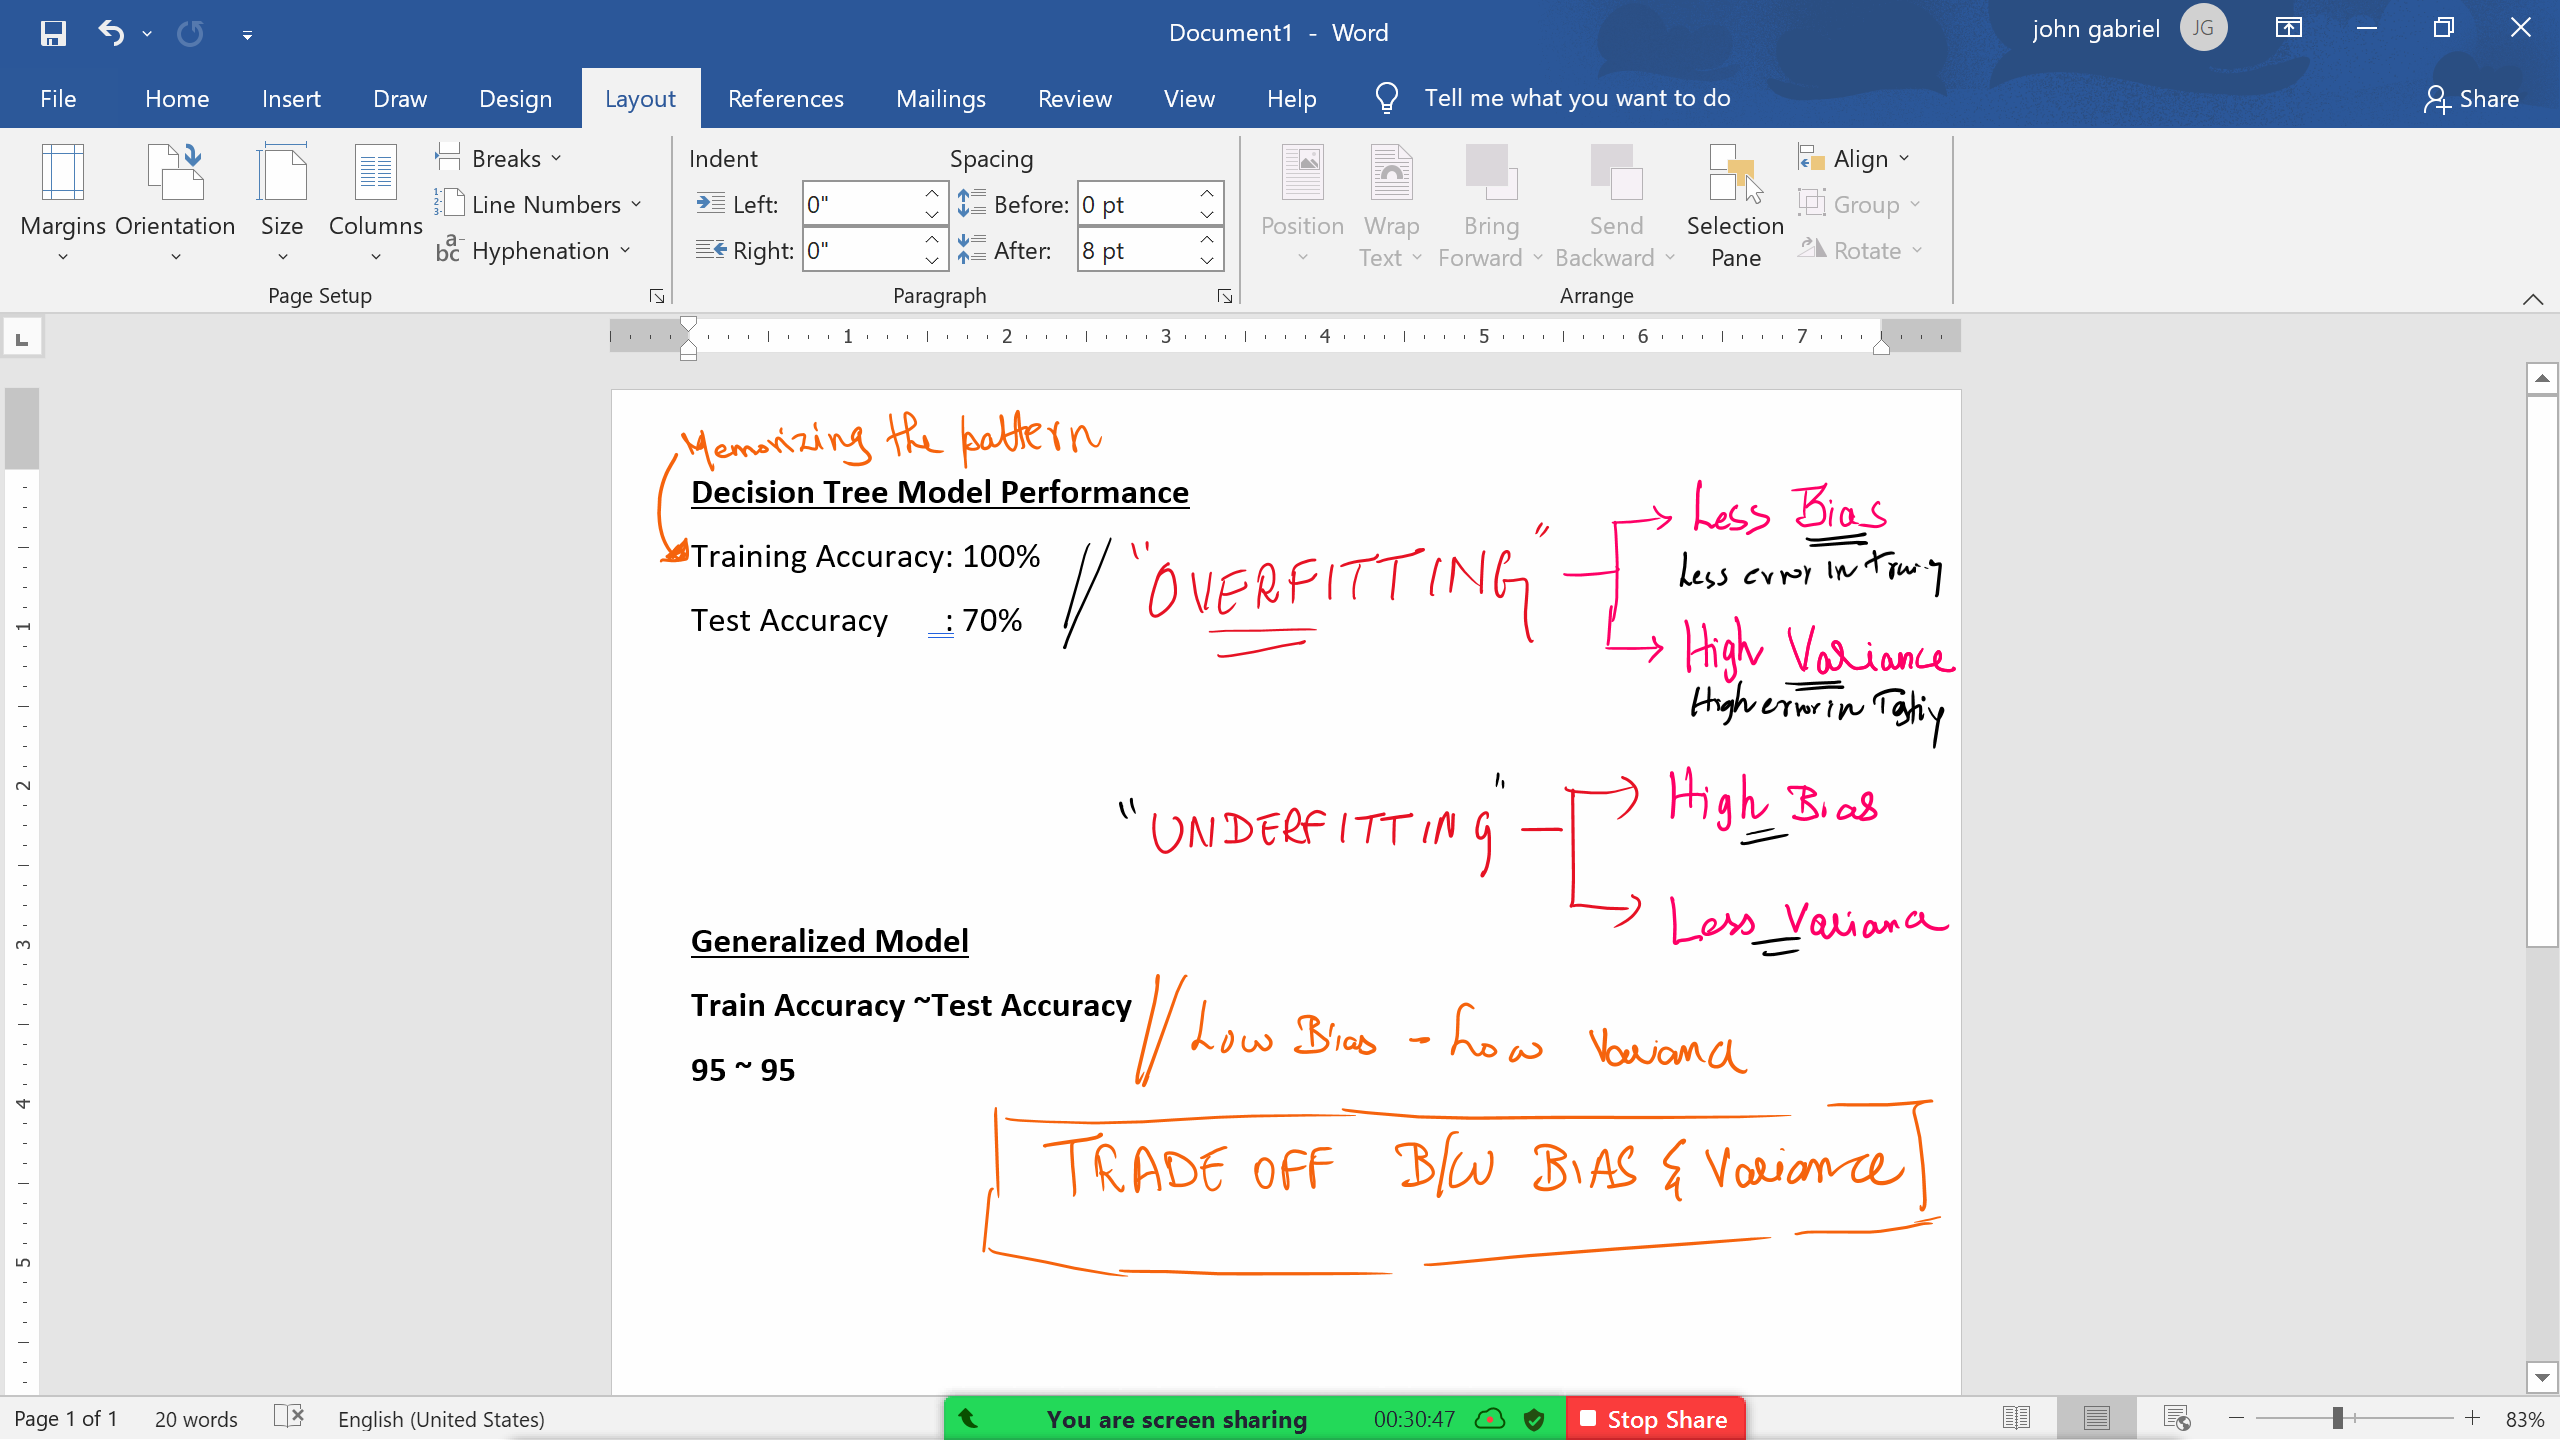 Document1 - Word
john gabriel JG
File Home Insert Draw Design Layout References Mailings Review View Help Tell me what you want to do Share
Margins Orientation Size Columns
Breaks
Line Numbers
Hyphenation
Page Setup
Indent Spacing
Left: 0" Before: 0 pt
Right: 0" After: 8 pt
Paragraph
Position Wrap Text Bring Forward Send Backward Selection Pane
Align
Group
Rotate
Arrange
1 2 3 4 5 6 7
Memorizing the pattern
Decision Tree Model Performance
Training Accuracy: 100%
Test Accuracy : 70%
"OVERFITTING"
Less Bias
Less error in
High Variance
High error in
"UNDERFITTING"
High Bias
Less Variance
Generalized Model
Train Accuracy ~Test Accuracy
95 ~ 95
Low Bias - Low Variance
TRADE OFF B/W BIAS & Variance
1
2
3
4
5
Page 1 of 1 20 words English (United States)
You are screen sharing 00:30:47 Stop Share
83%